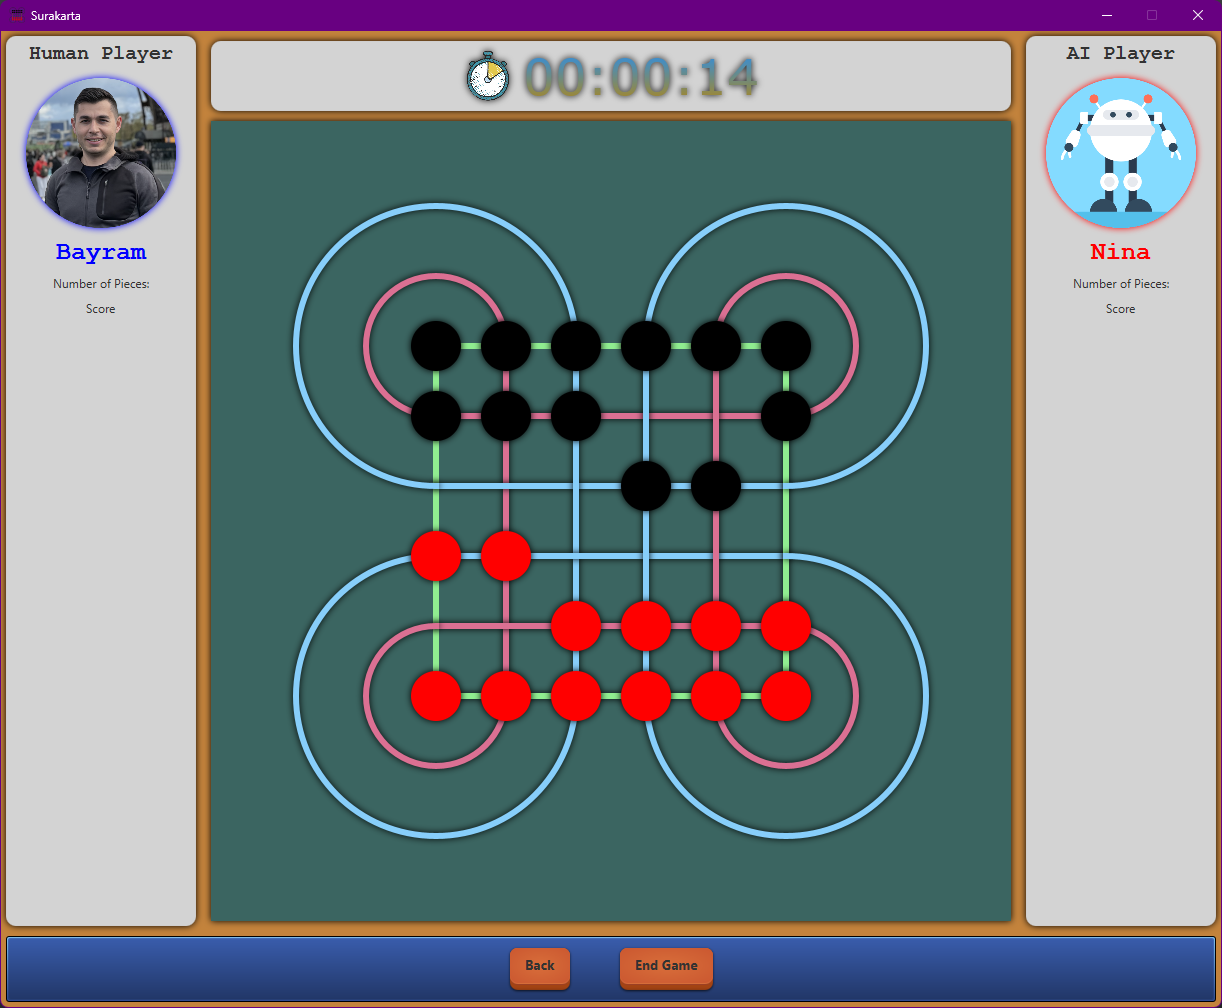 Surakarta
Human Player
Bayram
Number of Pieces:
Score
00:00:14
AI Player
Nina
Number of Pieces:
Score
Back
End Game